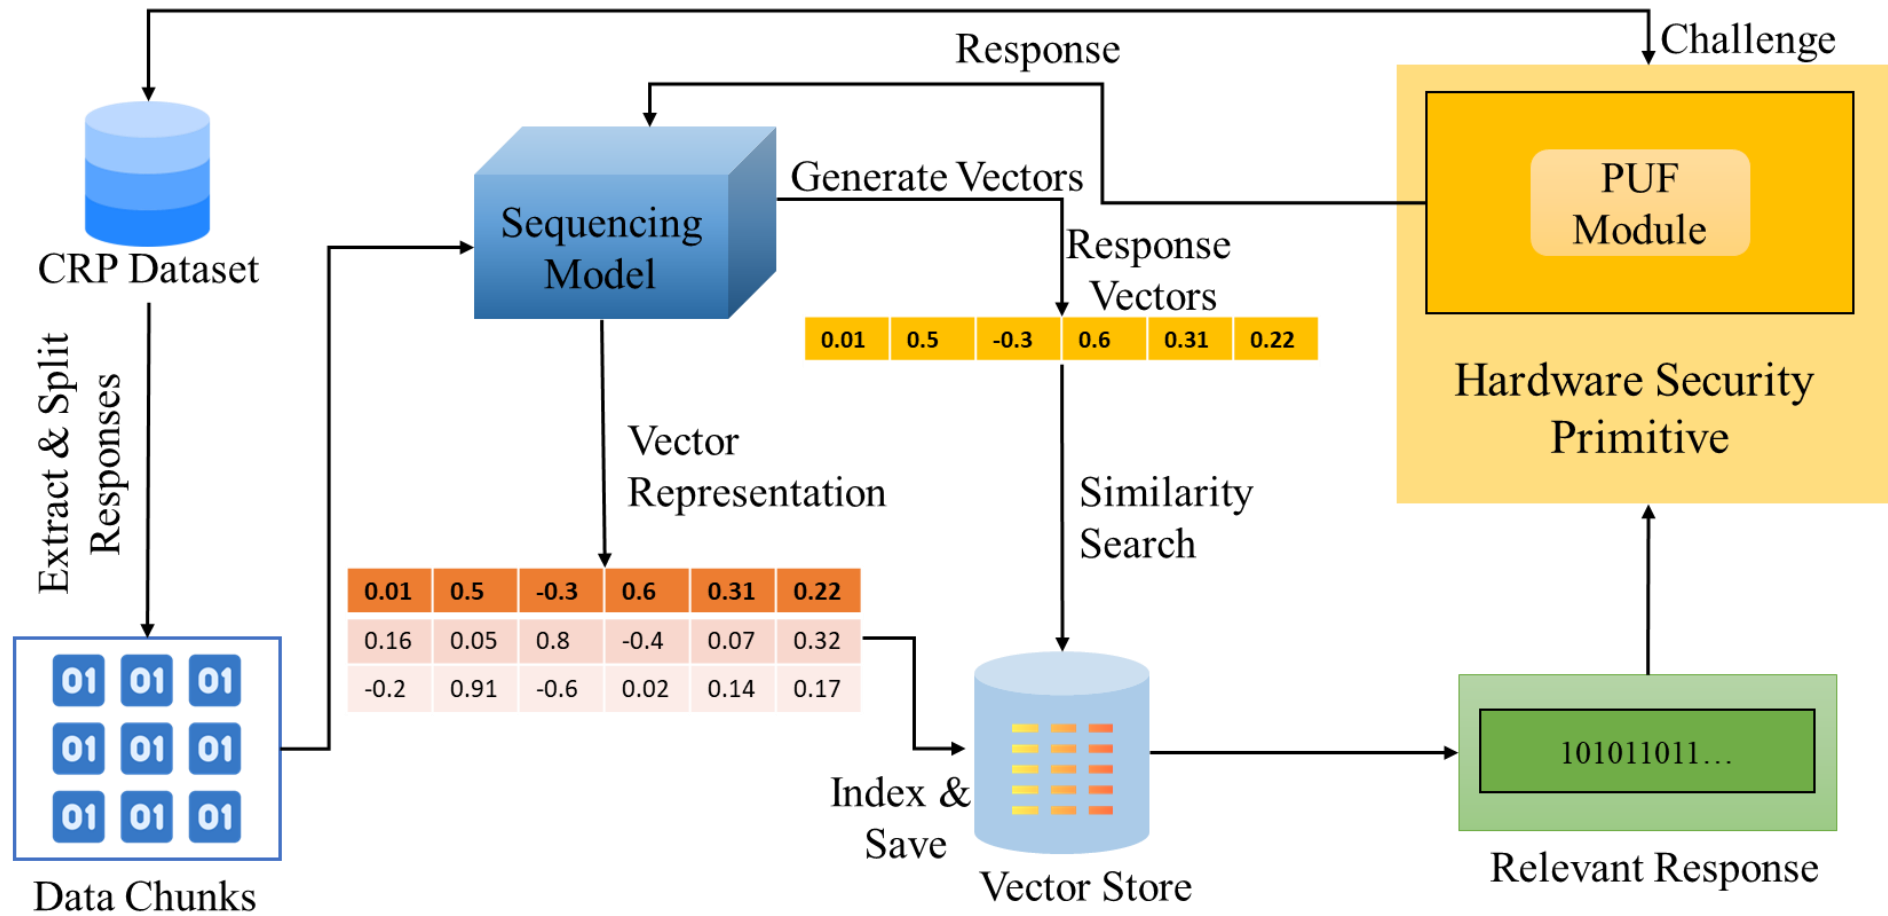 Challenge
Response
CRP Dataset
Sequencing
Model
Generate Vectors
Response
Vectors
0.01 0.5 -0.3 0.6 0.31 0.22
PUF
Module
Hardware Security
Primitive
Extract & Split
Responses
Vector
Representation
Similarity
Search
0.01 0.5 -0.3 0.6 0.31 0.22
0.16 0.05 0.8 -0.4 0.07 0.32
-0.2 0.91 -0.6 0.02 0.14 0.17
01 01 01
01 01 01
01 01 01
Data Chunks
Index &
Save
Vector Store
101011011...
Relevant Response